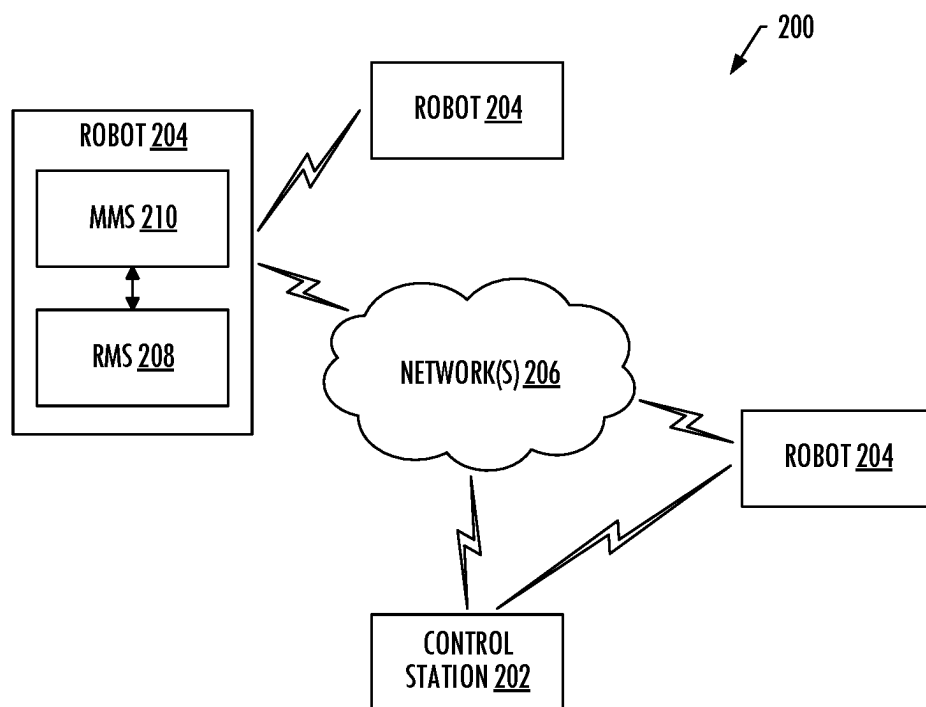 200
ROBOT 204
ROBOT 204
MMS 210
RMS 208
NETWORK(S) 206
ROBOT 204
CONTROL
STATION 202